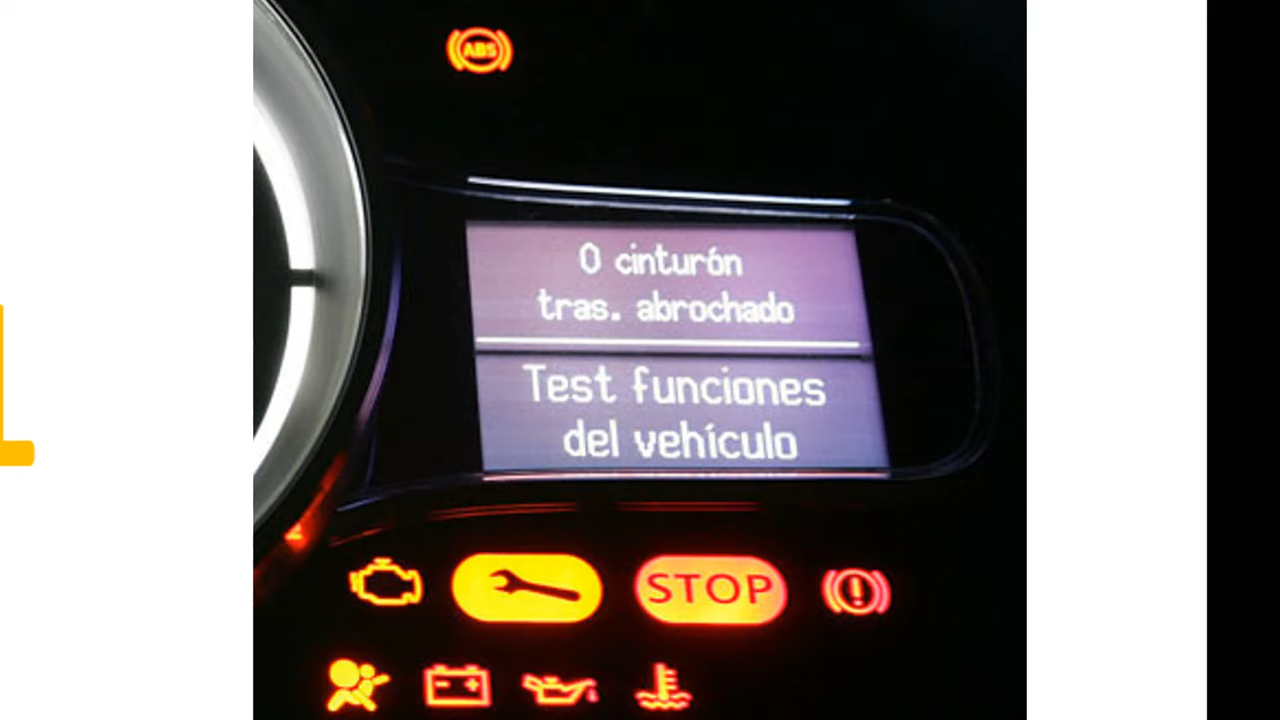 ABS
0 cinturón
tras. abrochado
Test funciones
del vehículo
STOP